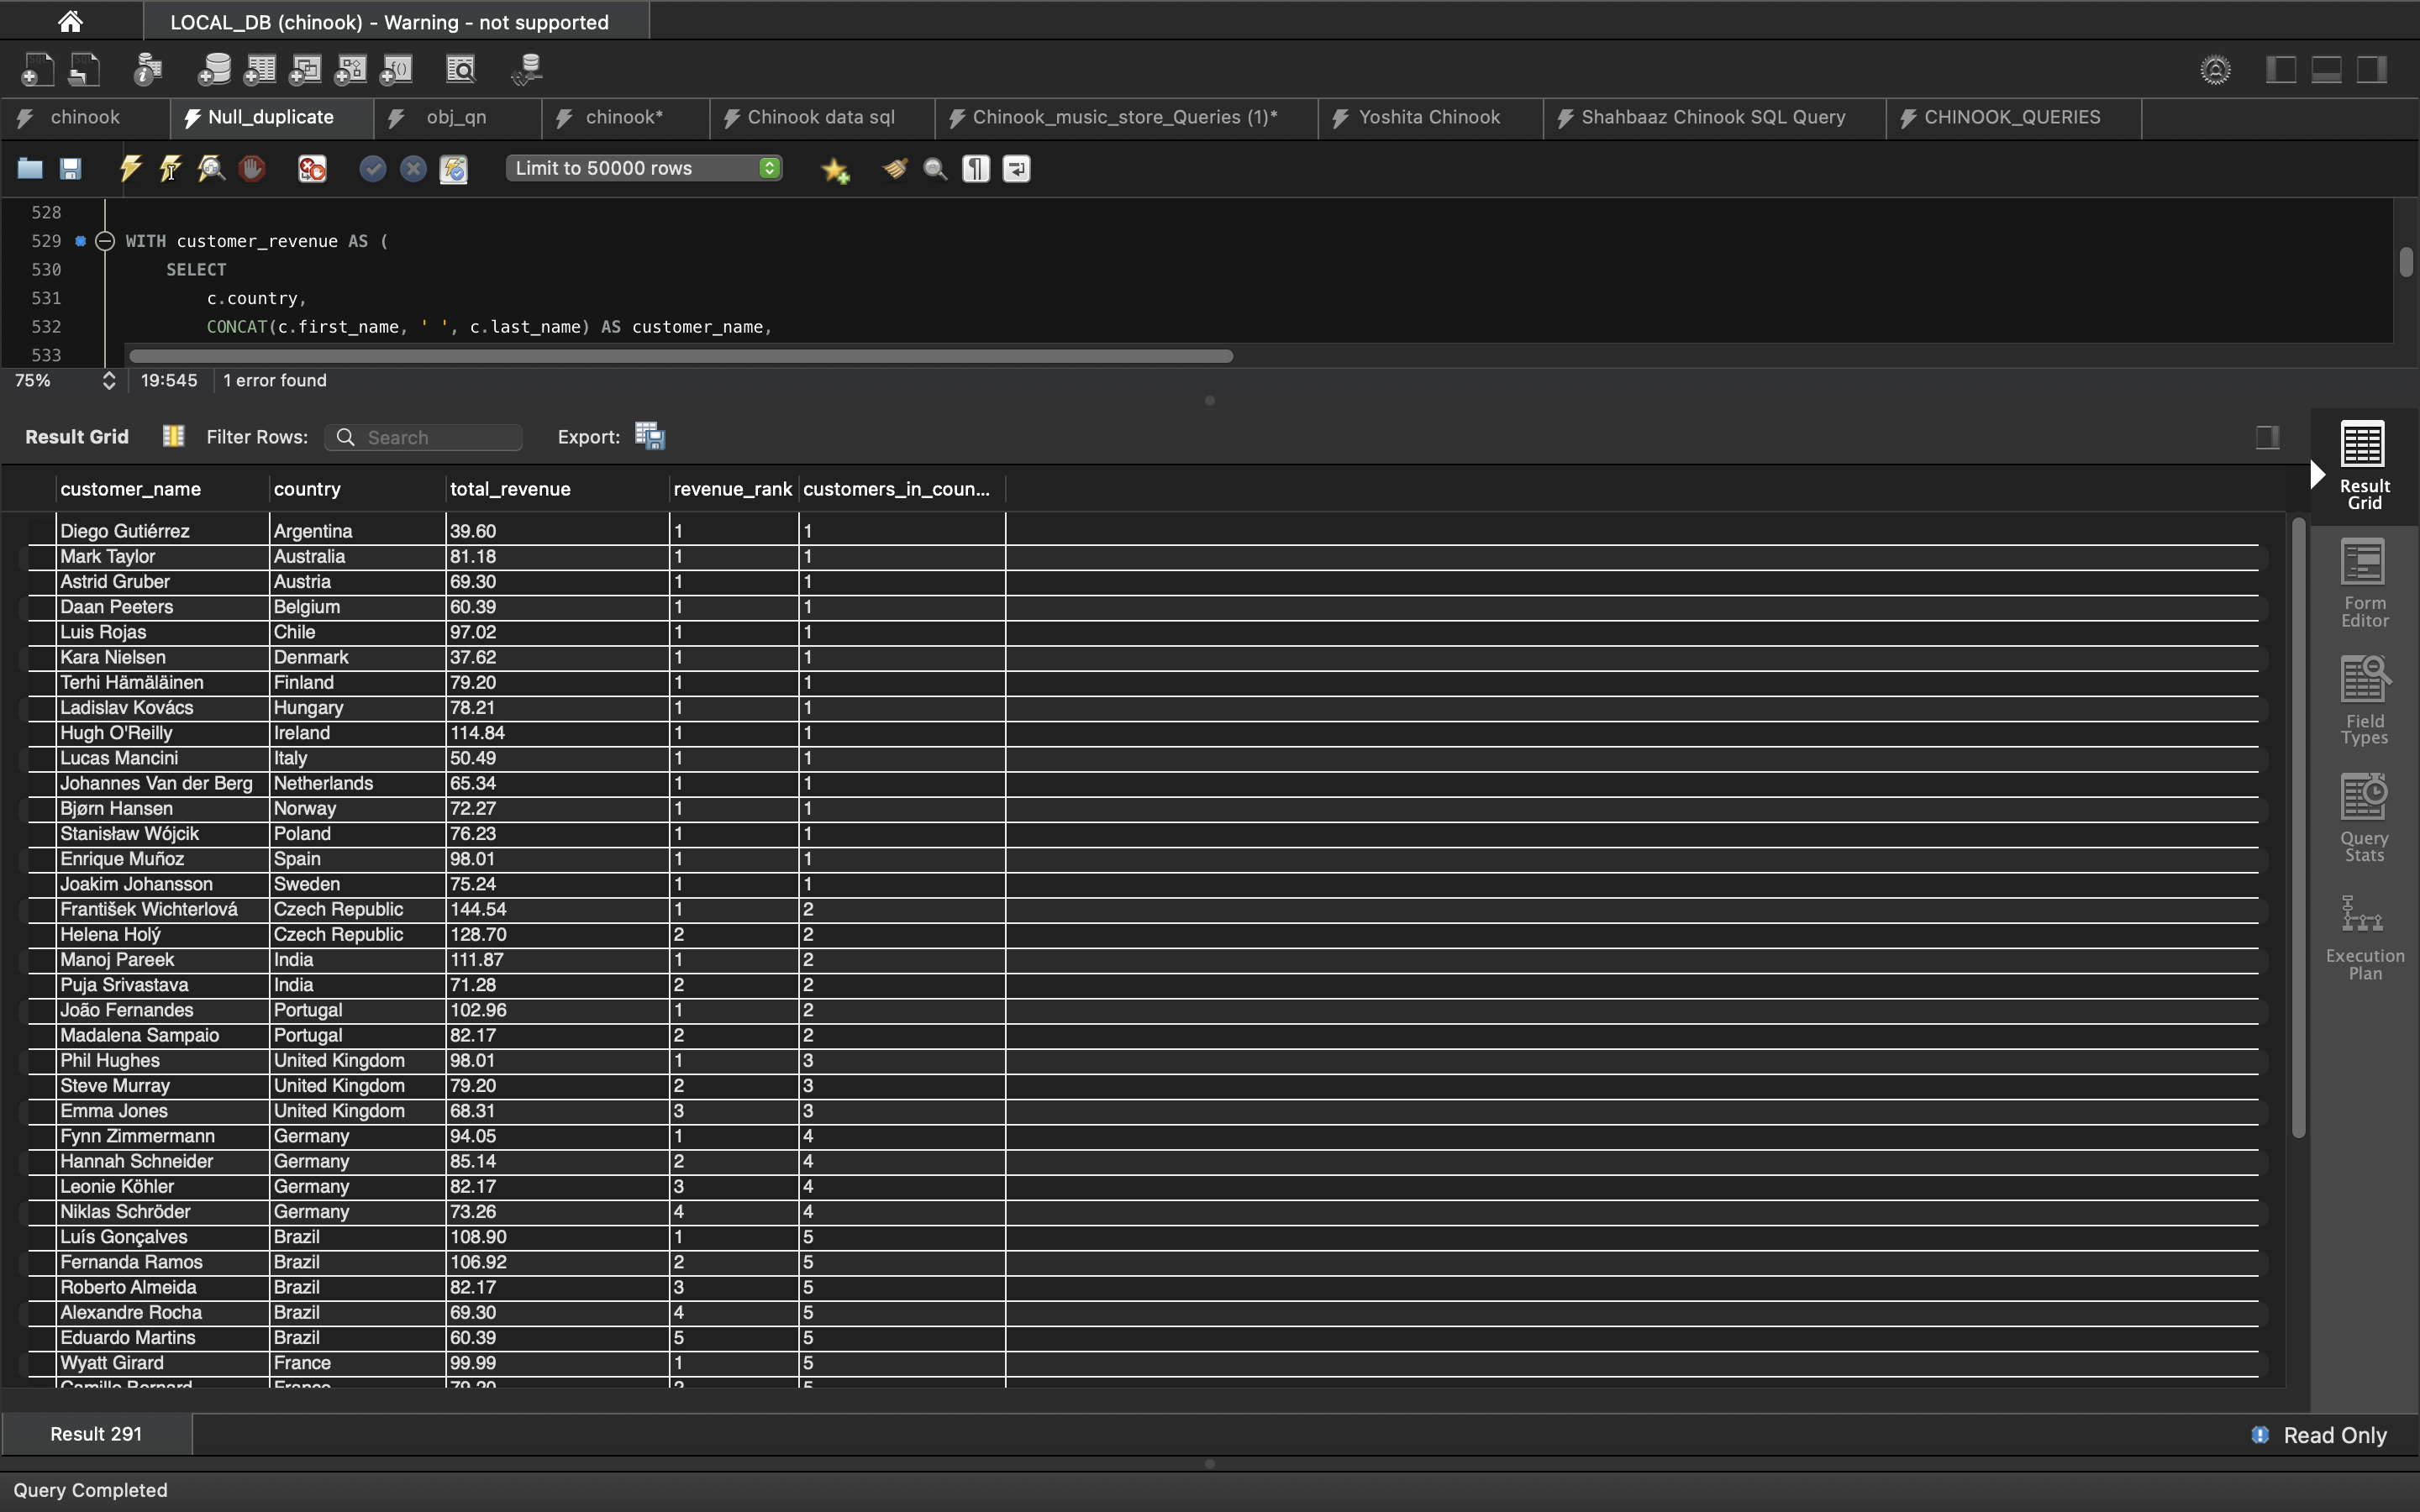 LOCAL_DB (chinook) - Warning - not supported
chinook Null_duplicate obj_qn chinook* Chinook data sql Chinook_music_store_Queries (1)* Yoshita Chinook Shahbaaz Chinook SQL Query CHINOOK_QUERIES
Limit to 50000 rows
528
529 WITH customer_revenue AS (
530 SELECT
531 c.country,
532 CONCAT(c.first_name, ' ', c.last_name) AS customer_name,
533
75% 19:545 1 error found
Result Grid Filter Rows: Search Export:
customer_name country total_revenue revenue_rank customers_in_coun...
Diego Gutiérrez Argentina 39.60 1 1
Mark Taylor Australia 81.18 1 1
Astrid Gruber Austria 69.30 1 1
Daan Peeters Belgium 60.39 1 1
Luis Rojas Chile 97.02 1 1
Kara Nielsen Denmark 37.62 1 1
Terhi Hämäläinen Finland 79.20 1 1
Ladislav Kovács Hungary 78.21 1 1
Hugh O'Reilly Ireland 114.84 1 1
Lucas Mancini Italy 50.49 1 1
Johannes Van der Berg Netherlands 65.34 1 1
Bjørn Hansen Norway 72.27 1 1
Stanisław Wójcik Poland 76.23 1 1
Enrique Muñoz Spain 98.01 1 1
Joakim Johansson Sweden 75.24 1 1
František Wichterlová Czech Republic 144.54 1 2
Helena Holý Czech Republic 128.70 2 2
Manoj Pareek India 111.87 1 2
Puja Srivastava India 71.28 2 2
João Fernandes Portugal 102.96 1 2
Madalena Sampaio Portugal 82.17 2 2
Phil Hughes United Kingdom 98.01 1 3
Steve Murray United Kingdom 79.20 2 3
Emma Jones United Kingdom 68.31 3 3
Fynn Zimmermann Germany 94.05 1 4
Hannah Schneider Germany 85.14 2 4
Leonie Köhler Germany 82.17 3 4
Niklas Schröder Germany 73.26 4 4
Luís Gonçalves Brazil 108.90 1 5
Fernanda Ramos Brazil 106.92 2 5
Roberto Almeida Brazil 82.17 3 5
Alexandre Rocha Brazil 69.30 4 5
Eduardo Martins Brazil 60.39 5 5
Wyatt Girard France 99.99 1 5
Camille Bernard France 79.20 2 5
Result
Grid
Form
Editor
Field
Types
Query
Stats
Execution
Plan
Result 291 Read Only
Query Completed